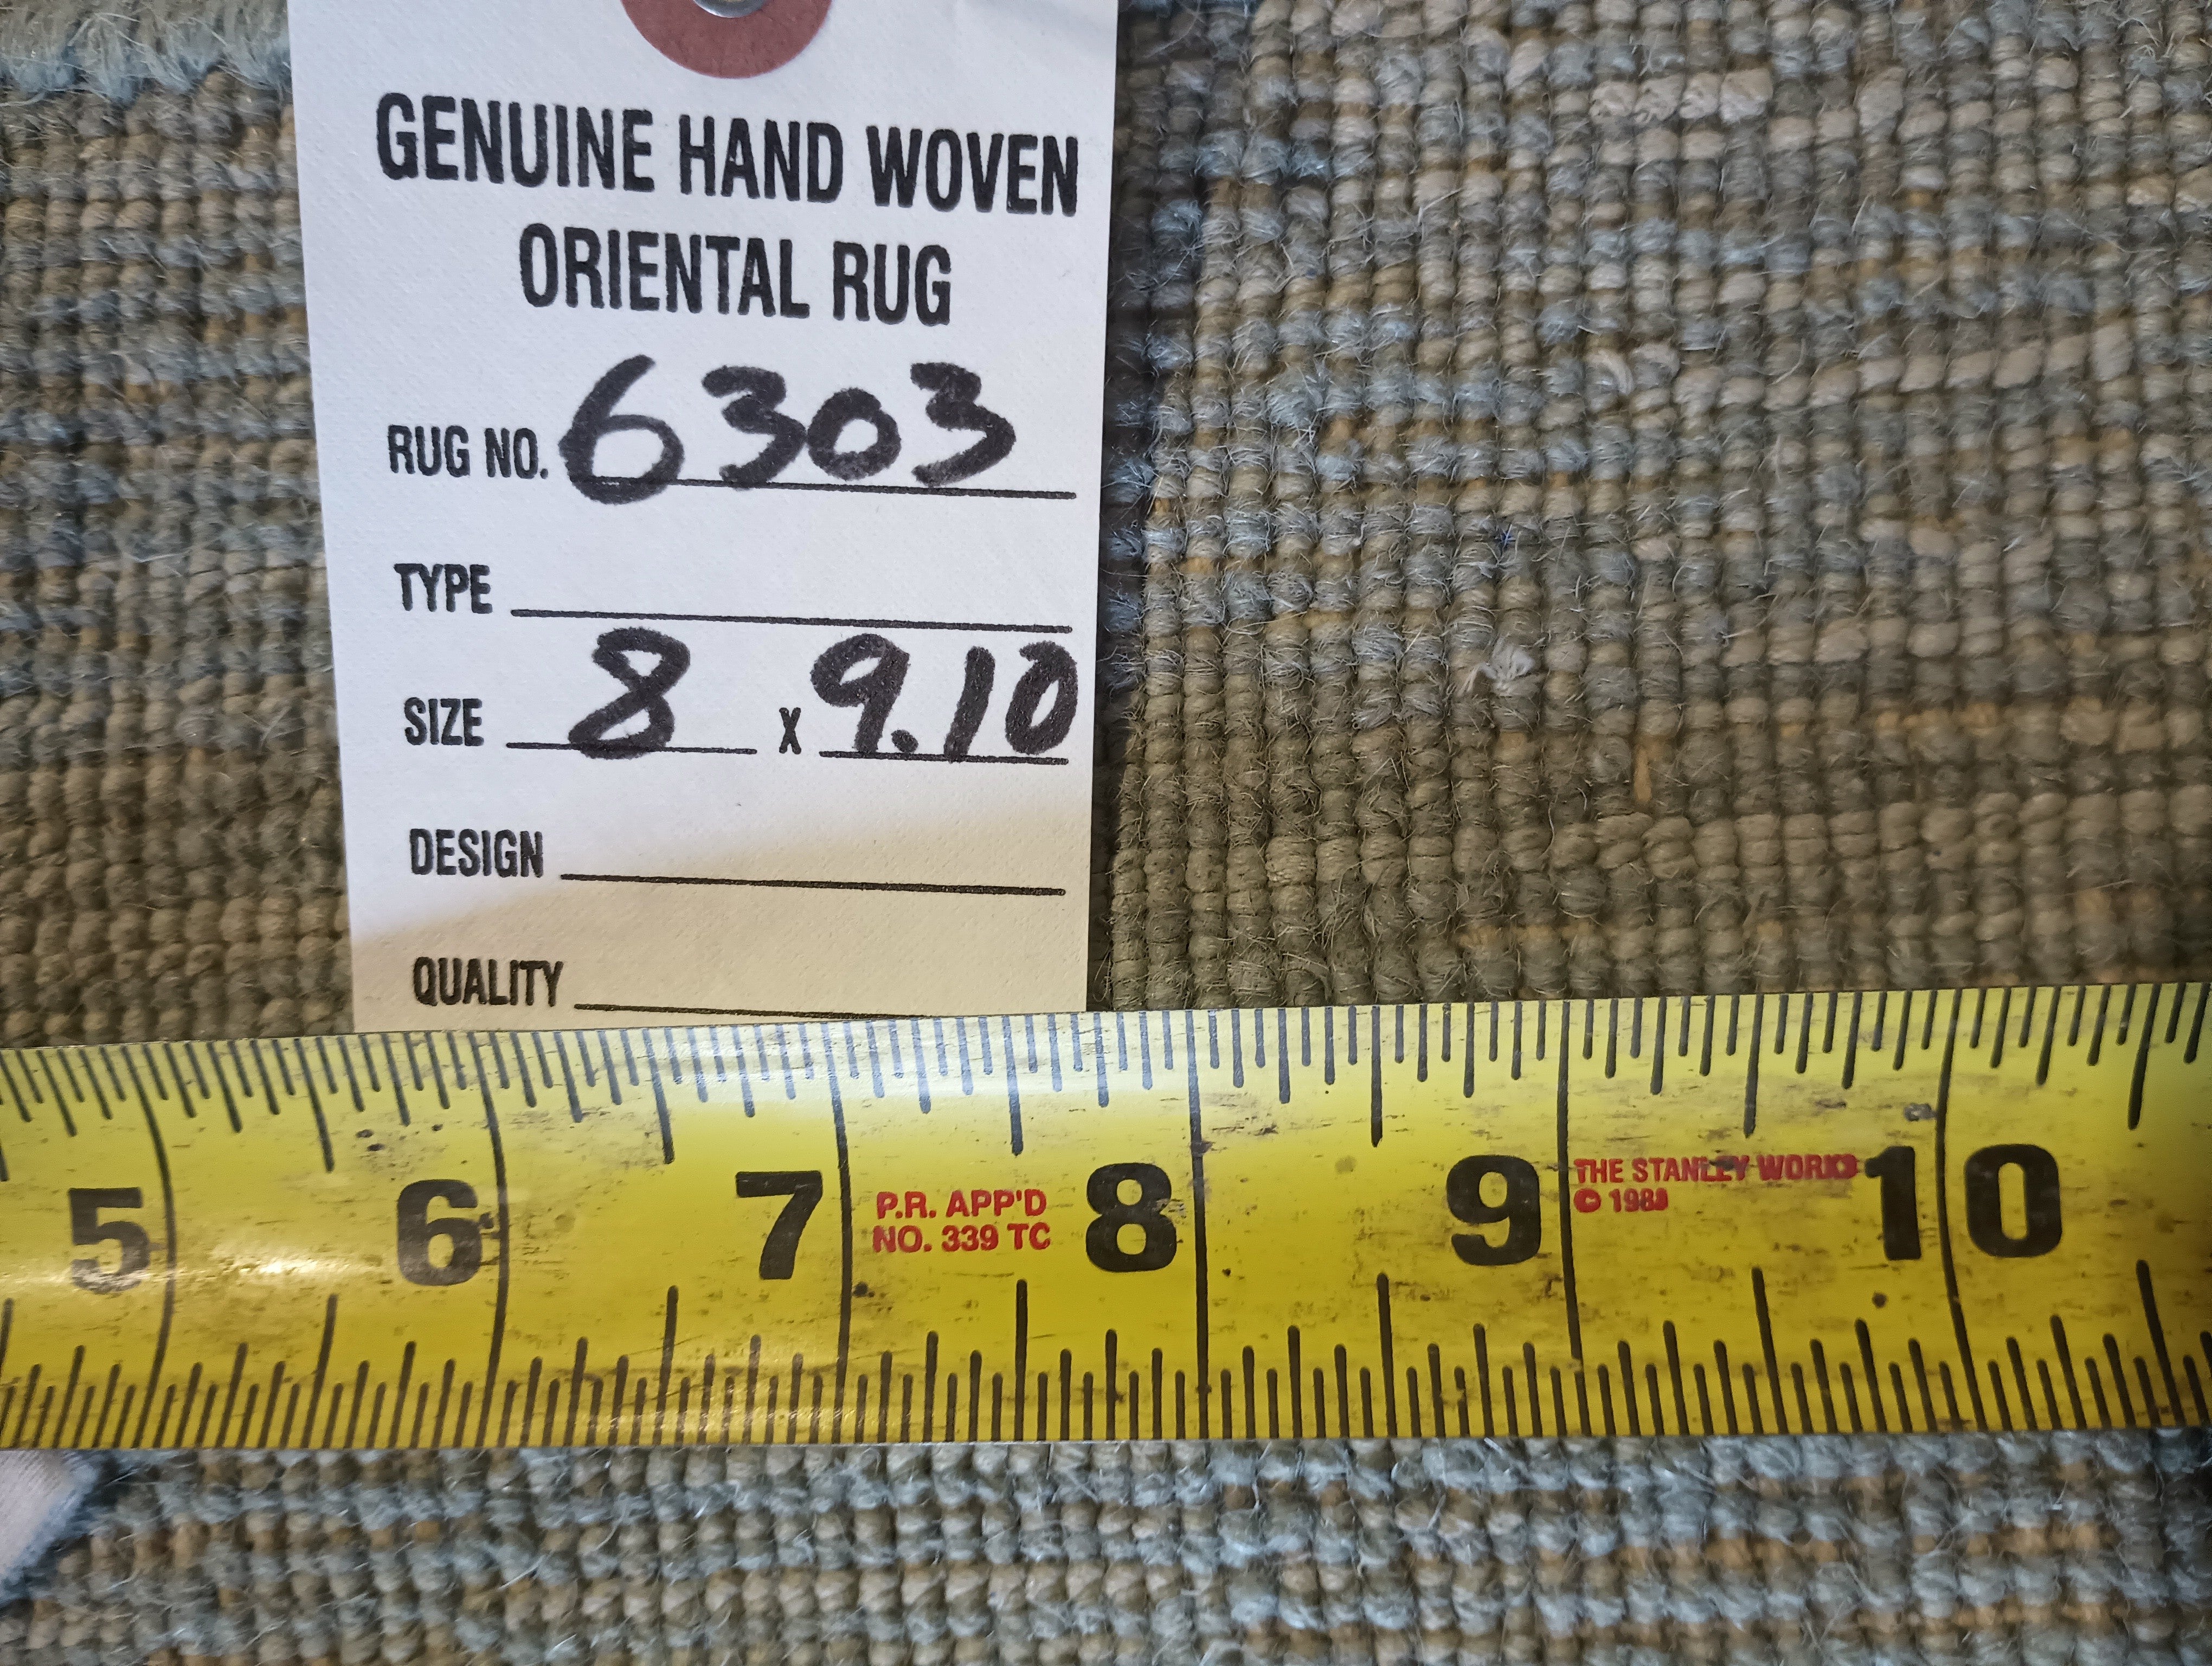 GENUINE HAND WOVEN
ORIENTAL RUG
RUG NO. 6303
TYPE
SIZE 8 X 9.10
DESIGN
QUALITY
5 6 7 8 9 10
P.R. APP'D
NO. 339 TC
THE STANLEY WORKS
© 1988